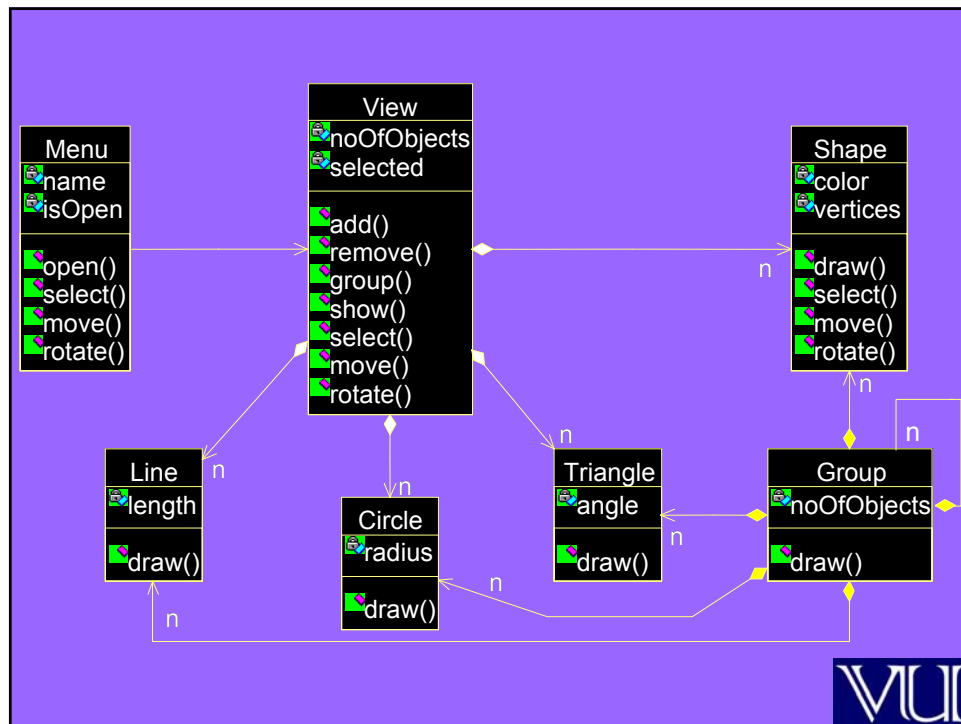 View
noOfObjects
selected
add()
remove()
group()
show()
select()
move()
rotate()
Menu
name
isOpen
open()
select()
move()
rotate()
Shape
color
vertices
draw()
select()
move()
rotate()
n
n
n
n
n
n
Line
length
draw()
n
Circle
radius
draw()
Triangle
angle
draw()
n
Group
noOfObjects
draw()
n
VU